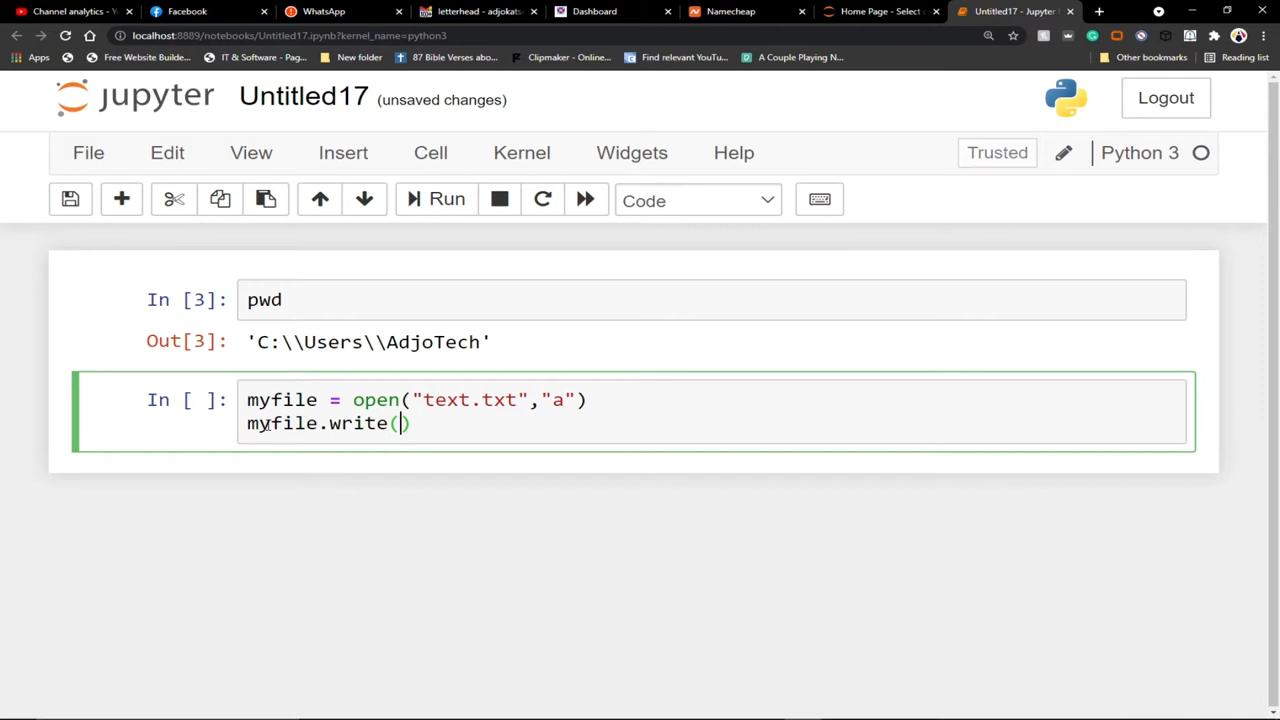 Channel analytics - Yo
Facebook
WhatsApp
letterhead - adjokats
Dashboard
Namecheap
Home Page - Select o
Untitled17 - Jupyter
localhost:8889/notebooks/Untitled17.ipynb?kernel_name=python3
Apps
Free Website Builde...
IT & Software - Pag...
New folder
87 Bible Verses abo...
Clipmaker - Online...
Find relevant YouTu...
A Couple Playing N...
Other bookmarks
Reading list
jupyter Untitled17 (unsaved changes)
Logout
File Edit View Insert Cell Kernel Widgets Help
Trusted
Python 3
Run
Code
In [3]: pwd
Out[3]: 'C:\\Users\\AdjoTech'
In [ ]: myfile = open("text.txt","a")
myfile.write()